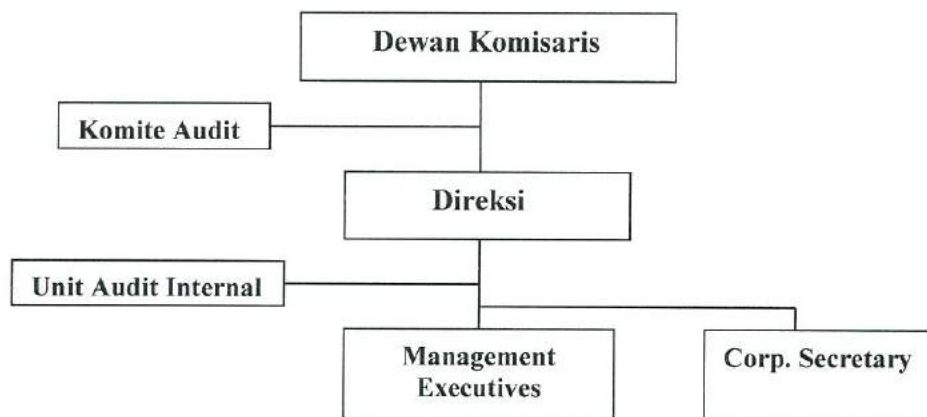 Dewan Komisaris
Komite Audit
Direksi
Unit Audit Internal
Management
Executives
Corp. Secretary